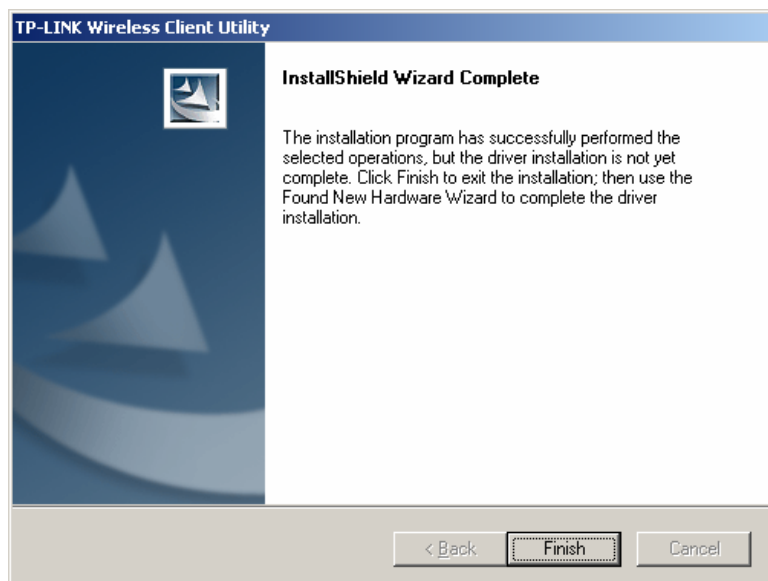 TP-LINK Wireless Client Utility
InstallShield Wizard Complete
The installation program has successfully performed the
selected operations, but the driver installation is not yet
complete. Click Finish to exit the installation; then use the
Found New Hardware Wizard to complete the driver
installation.
< Back Finish Cancel